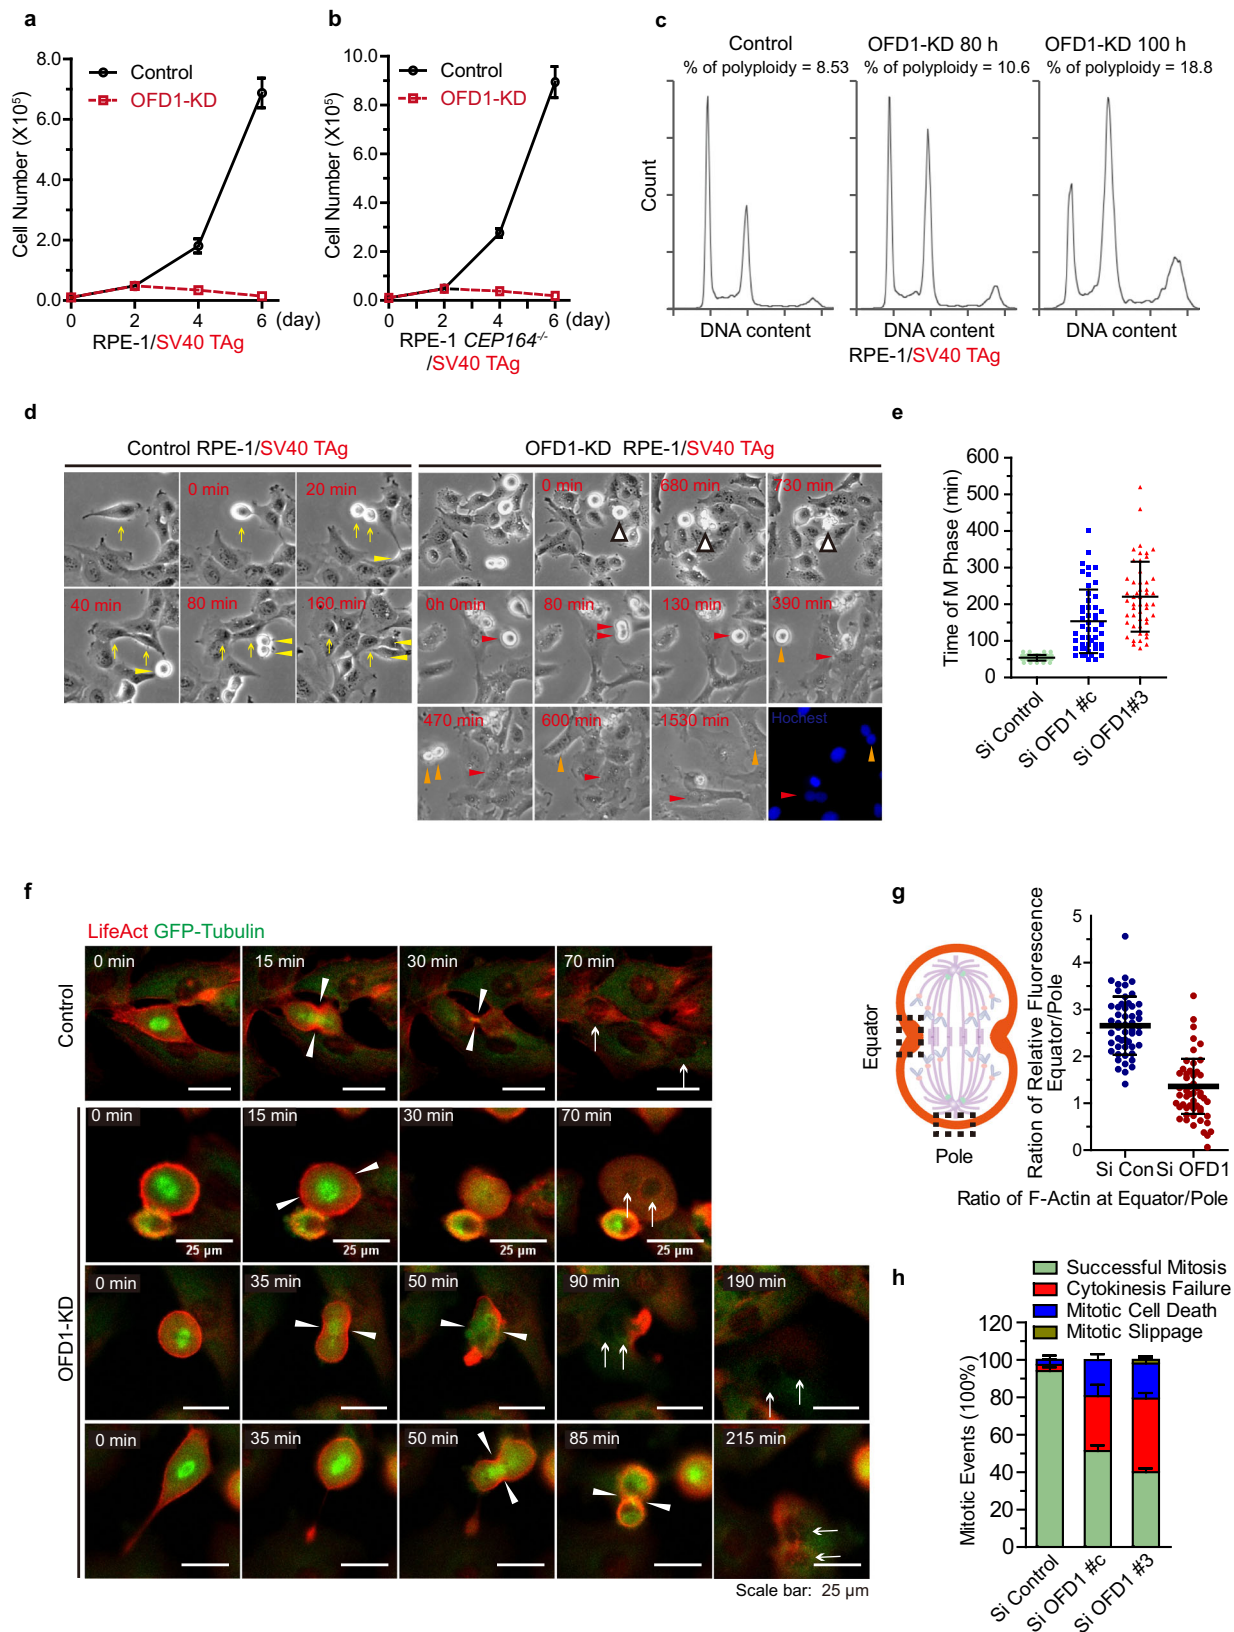 a
Cell Number (X10⁵)
8.0
6.0
4.0
2.0
0.0
Control
OFD1-KD
0 2 4 6 (day)
RPE-1/SV40 TAg
b
Cell Number (X10⁵)
10.0
8.0
6.0
4.0
2.0
0.0
Control
OFD1-KD
0 2 4 6 (day)
RPE-1 CEP164-/-
/SV40 TAg
c
Control
% of polyploidy = 8.53
OFD1-KD 80 h
% of polyploidy = 10.6
OFD1-KD 100 h
% of polyploidy = 18.8
Count
DNA content
DNA content
DNA content
RPE-1/SV40 TAg
d
Control RPE-1/SV40 TAg
0 min
20 min
40 min
80 min
160 min
OFD1-KD RPE-1/SV40 TAg
0 min
680 min
730 min
0h 0min
80 min
130 min
390 min
470 min
600 min
1530 min
Hochest
e
Time of M Phase (min)
600
500
400
300
200
100
0
Si Control
Si OFD1 #c
Si OFD1#3
f
LifeAct GFP-Tubulin
Control
0 min
15 min
30 min
70 min
OFD1-KD
0 min
15 min
30 min
70 min
25 µm
25 µm
25 µm
25 µm
0 min
35 min
50 min
90 min
190 min
0 min
35 min
50 min
85 min
215 min
Scale bar: 25 µm
g
Equator
Pole
Ration of Relative Fluorescence
Equator/Pole
5
4
3
2
1
0
Si Con
Si OFD1
Ratio of F-Actin at Equator/Pole
h
Successful Mitosis
Cytokinesis Failure
Mitotic Cell Death
Mitotic Slippage
Mitotic Events (100%)
120
100
80
60
40
20
0
Si Control
Si OFD1 #c
Si OFD1 #3